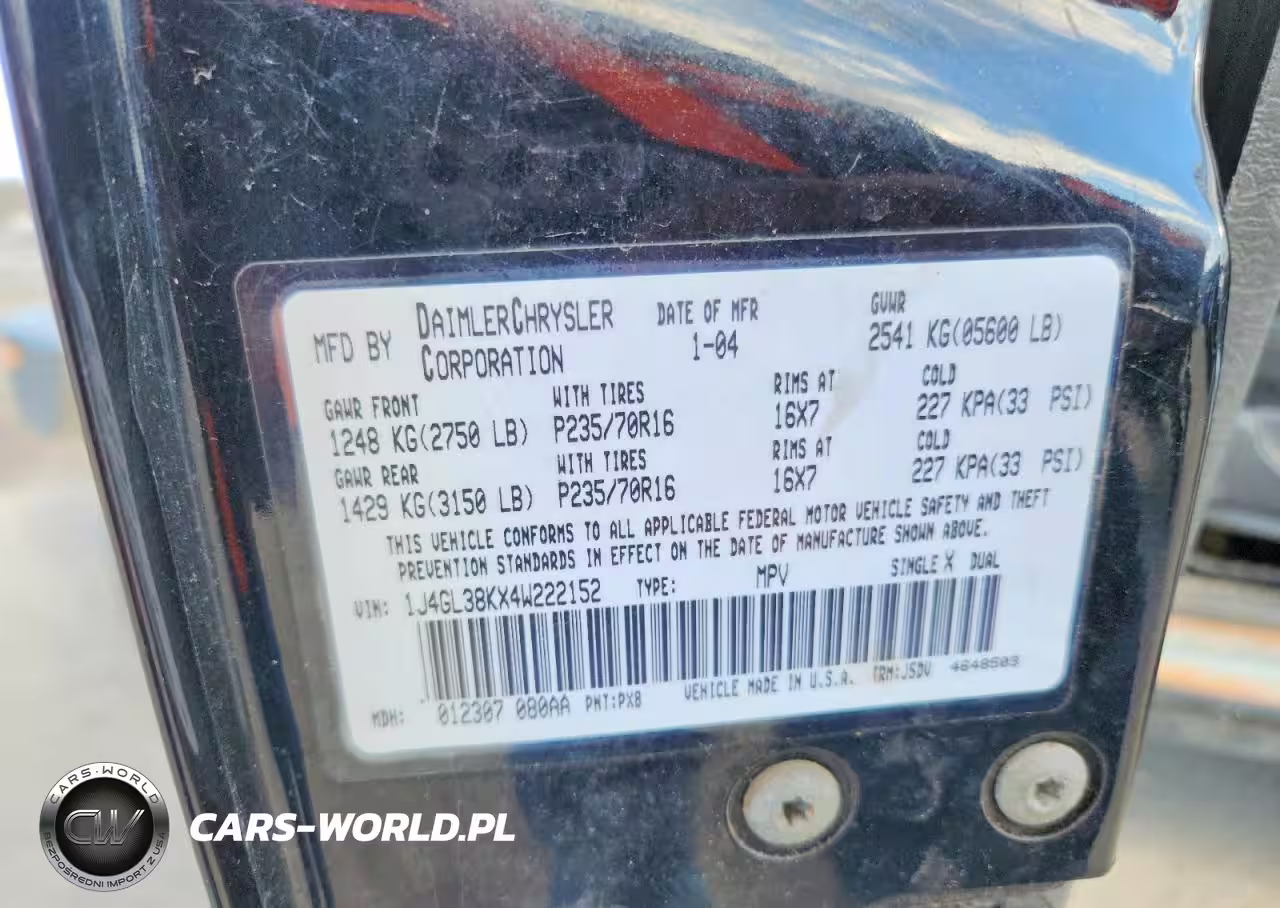 MFD BY DAIMLERCHRYSLER CORPORATION DATE OF MFR 1-04 GVWR 2541 KG(05600 LB)
GAWR FRONT WITH TIRES RIMS AT COLD
1248 KG(2750 LB) P235/70R16 16X7 227 KPA(33 PSI)
GAWR REAR WITH TIRES RIMS AT COLD
1429 KG(3150 LB) P235/70R16 16X7 227 KPA(33 PSI)
THIS VEHICLE CONFORMS TO ALL APPLICABLE FEDERAL MOTOR VEHICLE SAFETY AND THEFT
PREVENTION STANDARDS IN EFFECT ON THE DATE OF MANUFACTURE SHOWN ABOVE.
VIN: 1J4GL38KX4W222152 TYPE: MPV SINGLE X DUAL
MDH: 012307 080AA PNT:PX8 VEHICLE MADE IN U.S.A. TRM:JSDV 4648503
CARS-WORLD
CW
BEZPOŚREDNI IMPORT Z USA
CARS-WORLD.PL